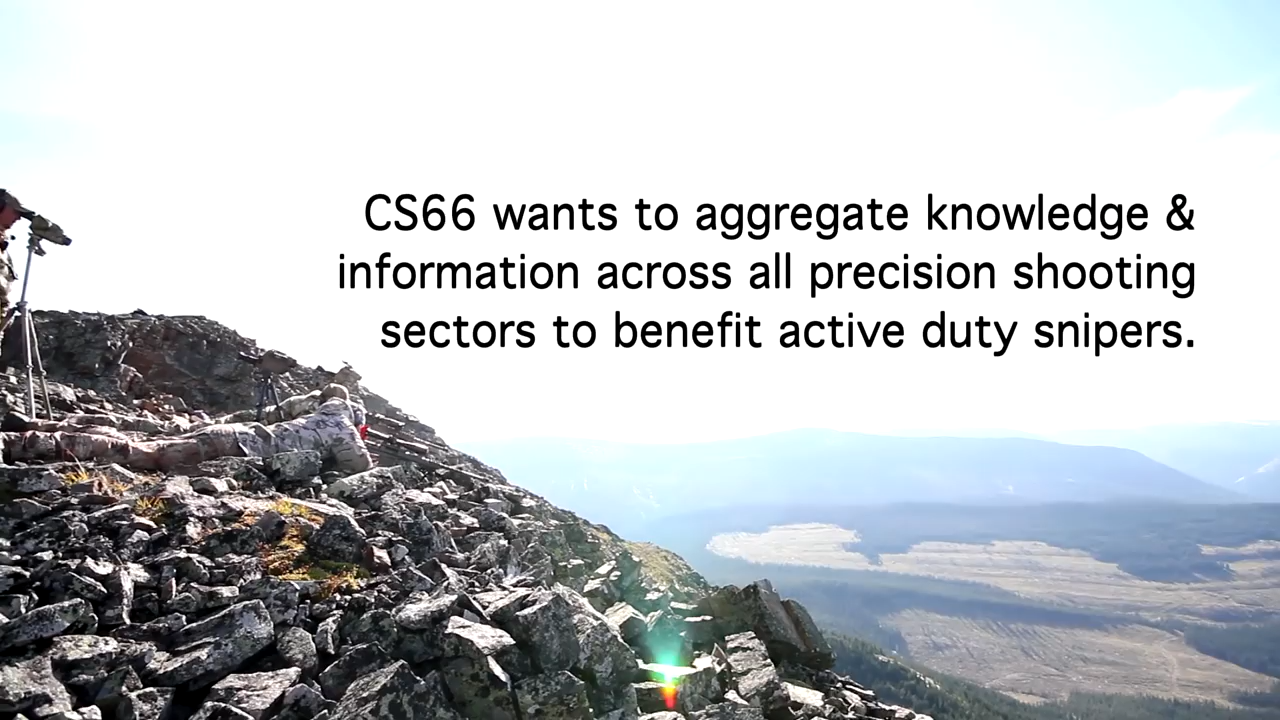 CS66 wants to aggregate knowledge &
information across all precision shooting
sectors to benefit active duty snipers.